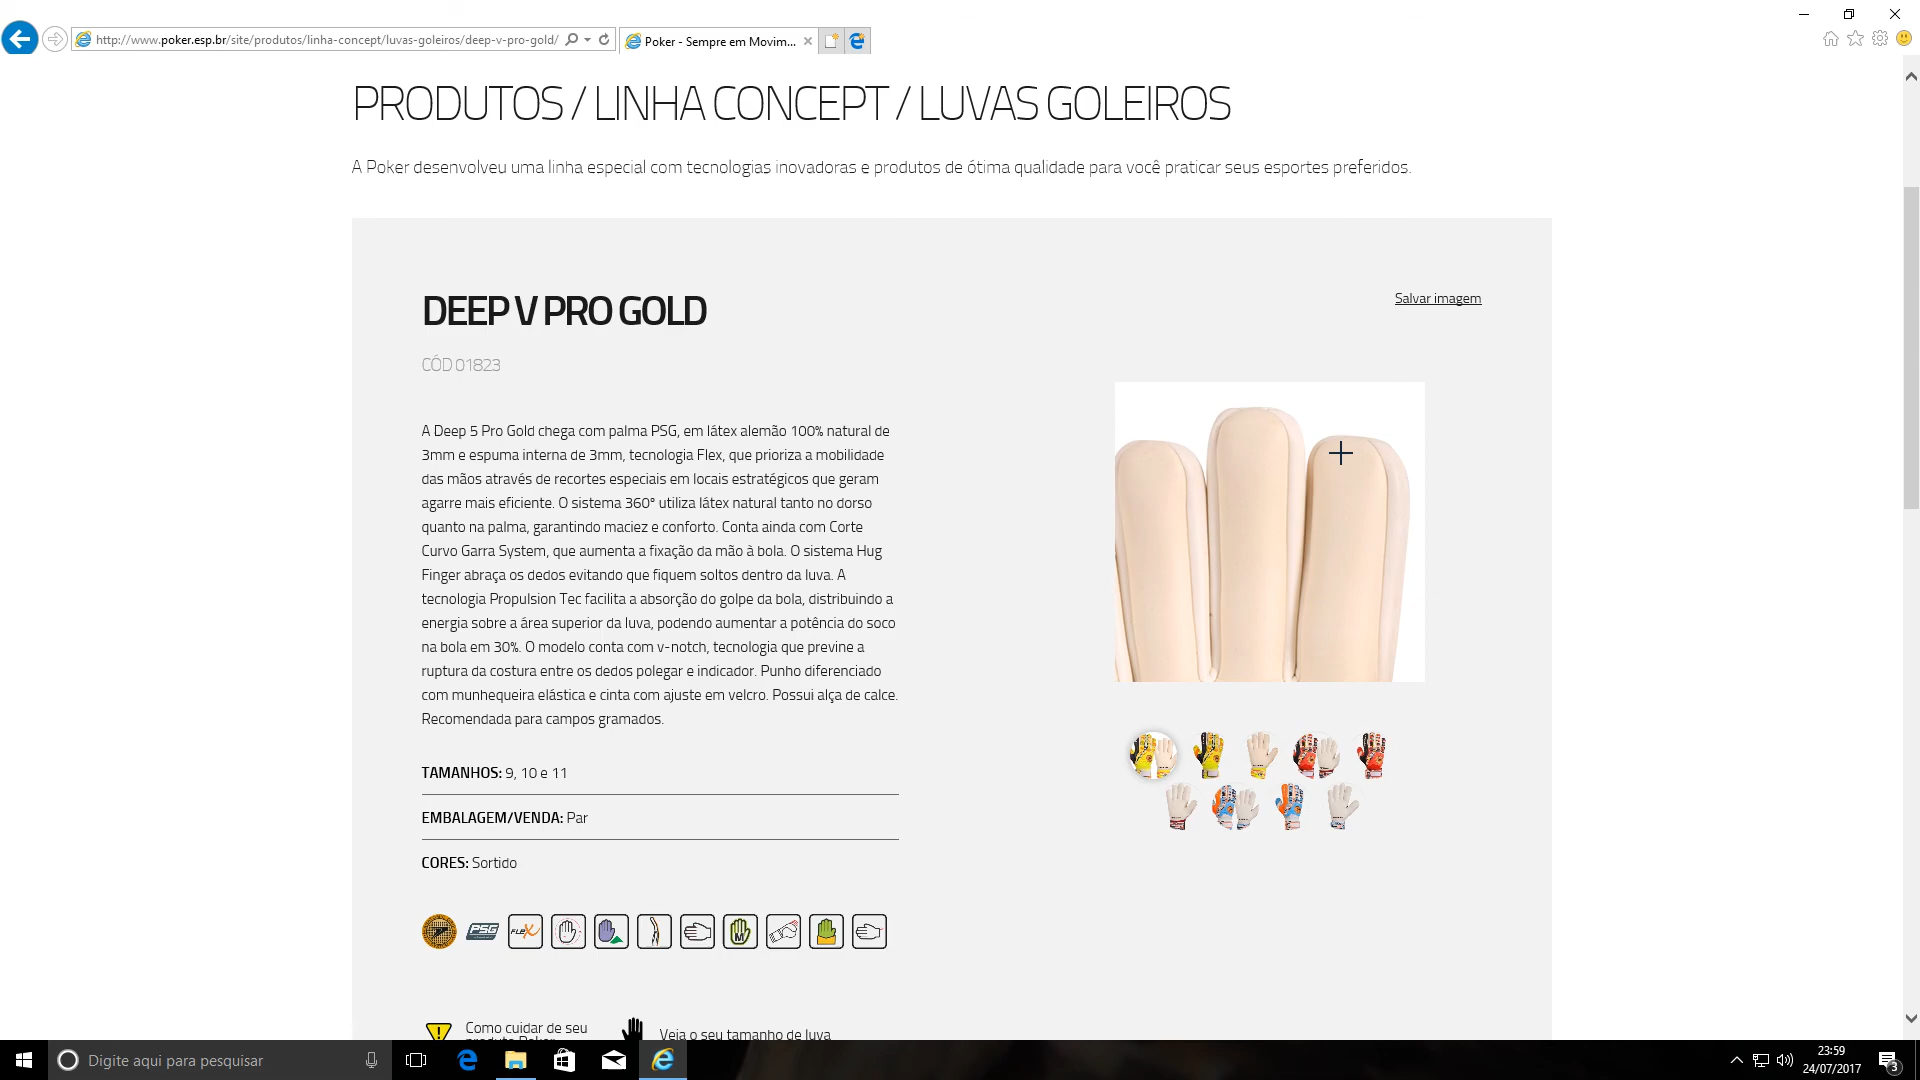 http://www.poker.esp.br/site/produtos/linha-concept/luvas-goleiros/deep-v-pro-gold/
Poker - Sempre em Movim...
PRODUTOS / LINHA CONCEPT / LUVAS GOLEIROS
A Poker desenvolveu uma linha especial com tecnologias inovadoras e produtos de ótima qualidade para você praticar seus esportes preferidos.
DEEP V PRO GOLD
Salvar imagem
CÓD 01823
A Deep 5 Pro Gold chega com palma PSG, em látex alemão 100% natural de
3mm e espuma interna de 3mm, tecnologia Flex, que prioriza a mobilidade
das mãos através de recortes especiais em locais estratégicos que geram
agarre mais eficiente. O sistema 360º utiliza látex natural tanto no dorso
quanto na palma, garantindo maciez e conforto. Conta ainda com Corte
Curvo Garra System, que aumenta a fixação da mão à bola. O sistema Hug
Finger abraça os dedos evitando que fiquem soltos dentro da luva. A
tecnologia Propulsion Tec facilita a absorção do golpe da bola, distribuindo a
energia sobre a área superior da luva, podendo aumentar a potência do soco
na bola em 30%. O modelo conta com v-notch, tecnologia que previne a
ruptura da costura entre os dedos polegar e indicador. Punho diferenciado
com munhequeira elástica e cinta com ajuste em velcro. Possui alça de calce.
Recomendada para campos gramados.
TAMANHOS: 9, 10 e 11
EMBALAGEM/VENDA: Par
CORES: Sortido
PSG FLEX M
Como cuidar de seu
produto Poker
Veja o seu tamanho de luva
Digite aqui para pesquisar
23:59
24/07/2017
3